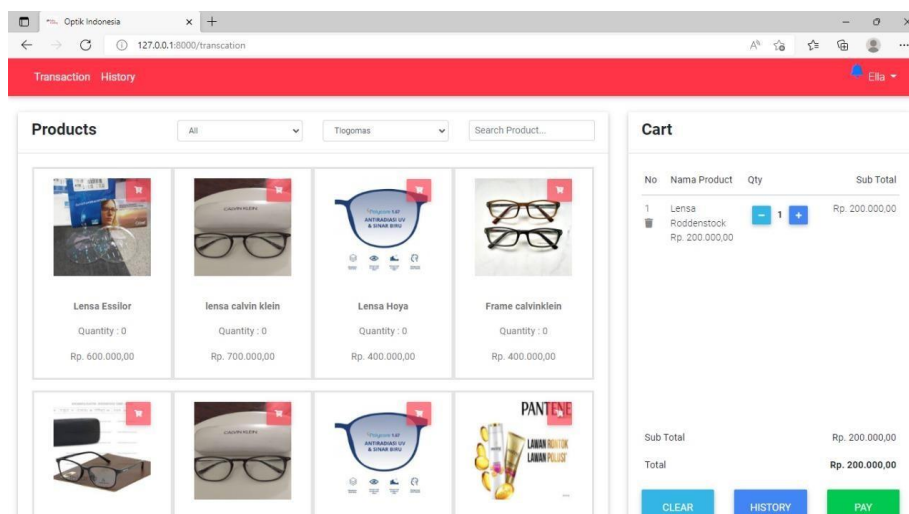 Optik Indonesia
127.0.0.1:8000/transcation
Transaction History
Ella
Products
All
Tlogomas
Search Product...
CALVIN KLEIN
ANTIRADIASI UV
& SINAR BIRU
Lensa Essilor
lensa calvin klein
Lensa Hoya
Frame calvinklein
Quantity : 0
Quantity : 0
Quantity : 0
Quantity : 0
Rp. 600.000,00
Rp. 700.000,00
Rp. 400.000,00
Rp. 400.000,00
CALVIN KLEIN
ANTIRADIASI UV
& SINAR BIRU
PANTENE
LAWAN RONTOK
LAWAN POLUSI*
Cart
No Nama Product Qty Sub Total
1 Lensa
Roddenstock
Rp. 200.000,00
- 1 +
Rp. 200.000,00
Sub Total Rp. 200.000,00
Total Rp. 200.000,00
CLEAR HISTORY PAY